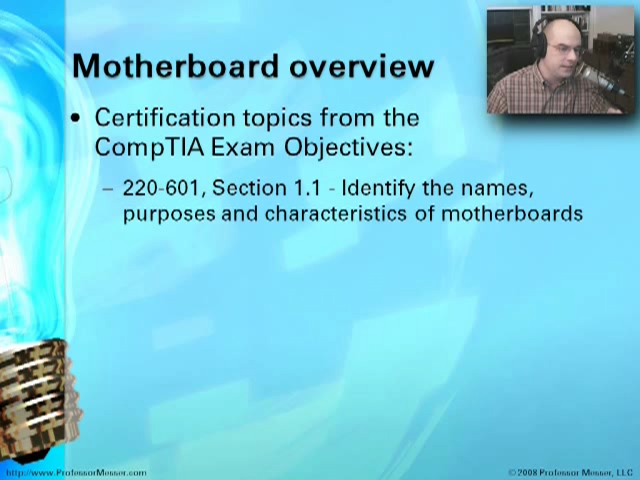 Motherboard overview
• Certification topics from the
CompTIA Exam Objectives:
– 220-601, Section 1.1 - Identify the names,
purposes and characteristics of motherboards
http://www.ProfessorMesser.com
© 2008 Professor Messer, LLC